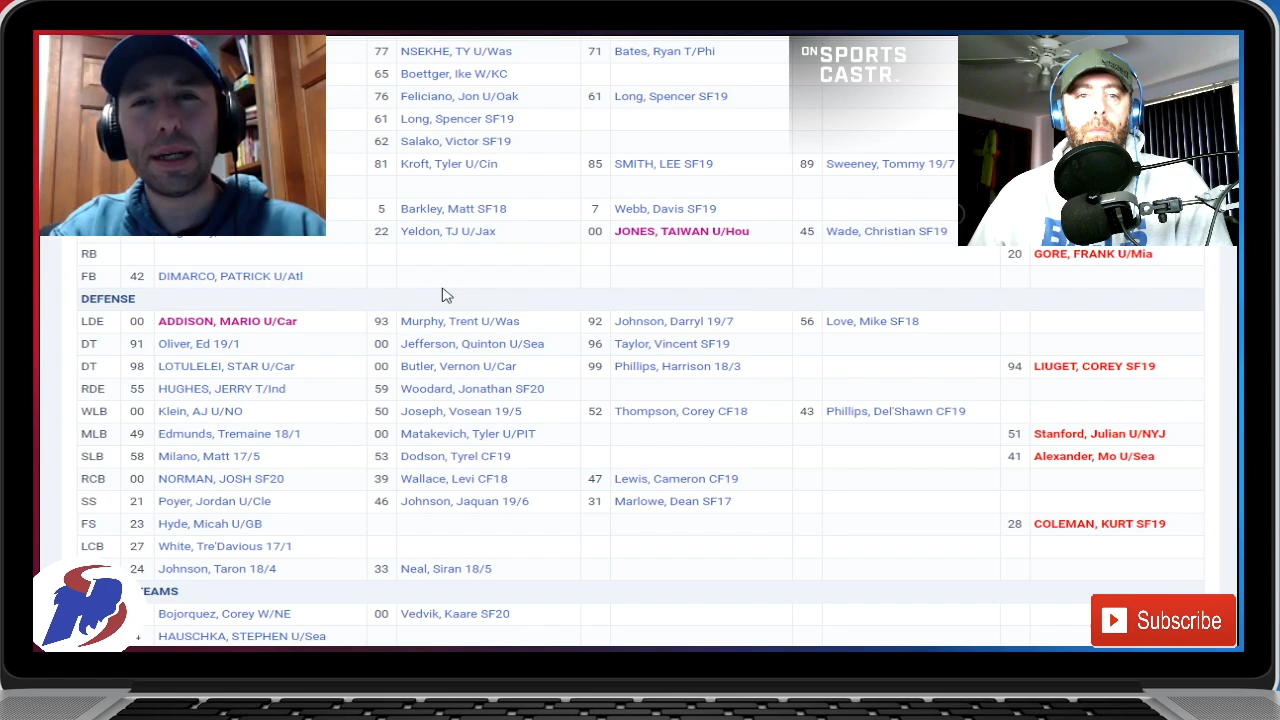 77 NSEKHE, TY U/Was 71 Bates, Ryan T/Phi
ON SPORTS
CASTR.
65 Boettger, Ike W/KC
76 Feliciano, Jon U/Oak 61 Long, Spencer SF19
61 Long, Spencer SF19
62 Salako, Victor SF19
81 Kroft, Tyler U/Cin 85 SMITH, LEE SF19 89 Sweeney, Tommy 19/7
5 Barkley, Matt SF18 7 Webb, Davis SF19
22 Yeldon, TJ U/Jax 00 JONES, TAIWAN U/Hou 45 Wade, Christian SF19
RB 20 GORE, FRANK U/Mia
FB 42 DIMARCO, PATRICK U/Atl
DEFENSE
LDE 00 ADDISON, MARIO U/Car 93 Murphy, Trent U/Was 92 Johnson, Darryl 19/7 56 Love, Mike SF18
DT 91 Oliver, Ed 19/1 00 Jefferson, Quinton U/Sea 96 Taylor, Vincent SF19
DT 98 LOTULELEI, STAR U/Car 00 Butler, Vernon U/Car 99 Phillips, Harrison 18/3 94 LIUGET, COREY SF19
RDE 55 HUGHES, JERRY T/Ind 59 Woodard, Jonathan SF20
WLB 00 Klein, AJ U/NO 50 Joseph, Vosean 19/5 52 Thompson, Corey CF18 43 Phillips, Del'Shawn CF19
MLB 49 Edmunds, Tremaine 18/1 00 Matakevich, Tyler U/PIT 51 Stanford, Julian U/NYJ
SLB 58 Milano, Matt 17/5 53 Dodson, Tyrel CF19 41 Alexander, Mo U/Sea
RCB 00 NORMAN, JOSH SF20 39 Wallace, Levi CF18 47 Lewis, Cameron CF19
SS 21 Poyer, Jordan U/Cle 46 Johnson, Jaquan 19/6 31 Marlowe, Dean SF17
FS 23 Hyde, Micah U/GB 28 COLEMAN, KURT SF19
LCB 27 White, Tre'Davious 17/1
24 Johnson, Taron 18/4 33 Neal, Siran 18/5
TEAMS
Bojorquez, Corey W/NE 00 Vedvik, Kaare SF20
HAUSCHKA, STEPHEN U/Sea
Subscribe